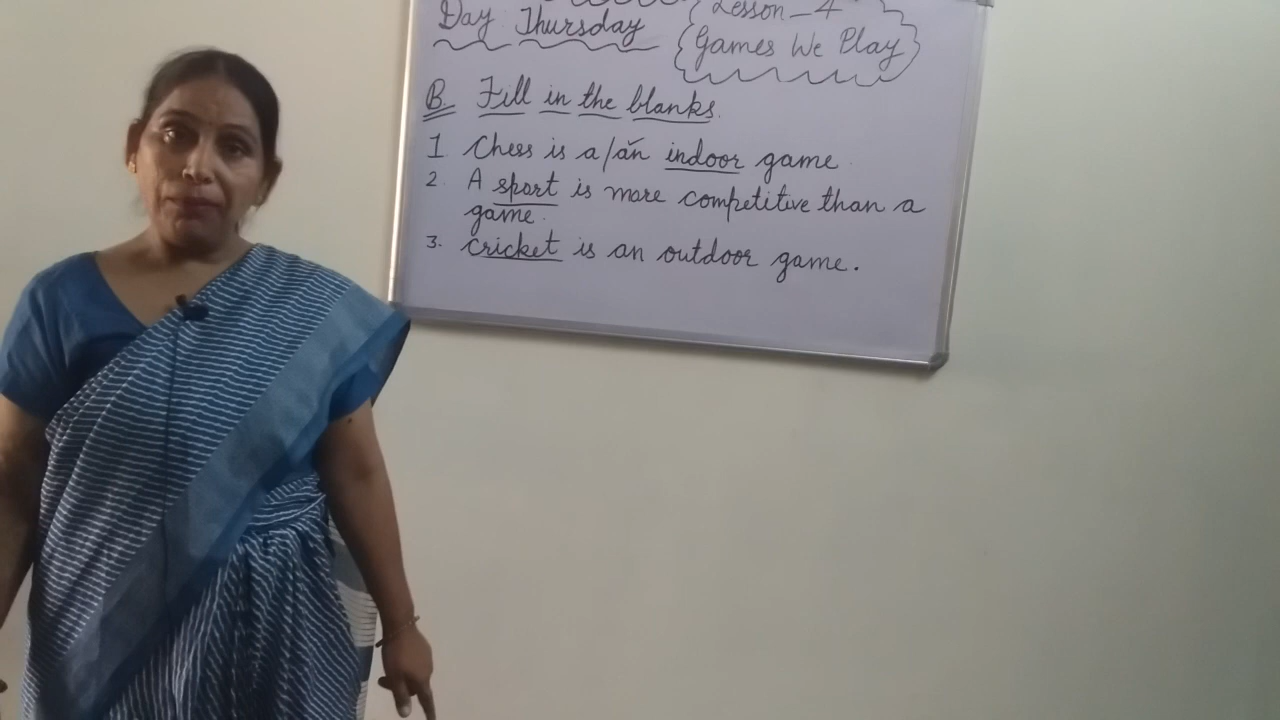 Lesson - 4
Day: Thursday
Games We Play
B. Fill in the blanks.
1 Chess is a/an indoor game.
2. A sport is more competitive than a
game.
3. cricket is an outdoor game.